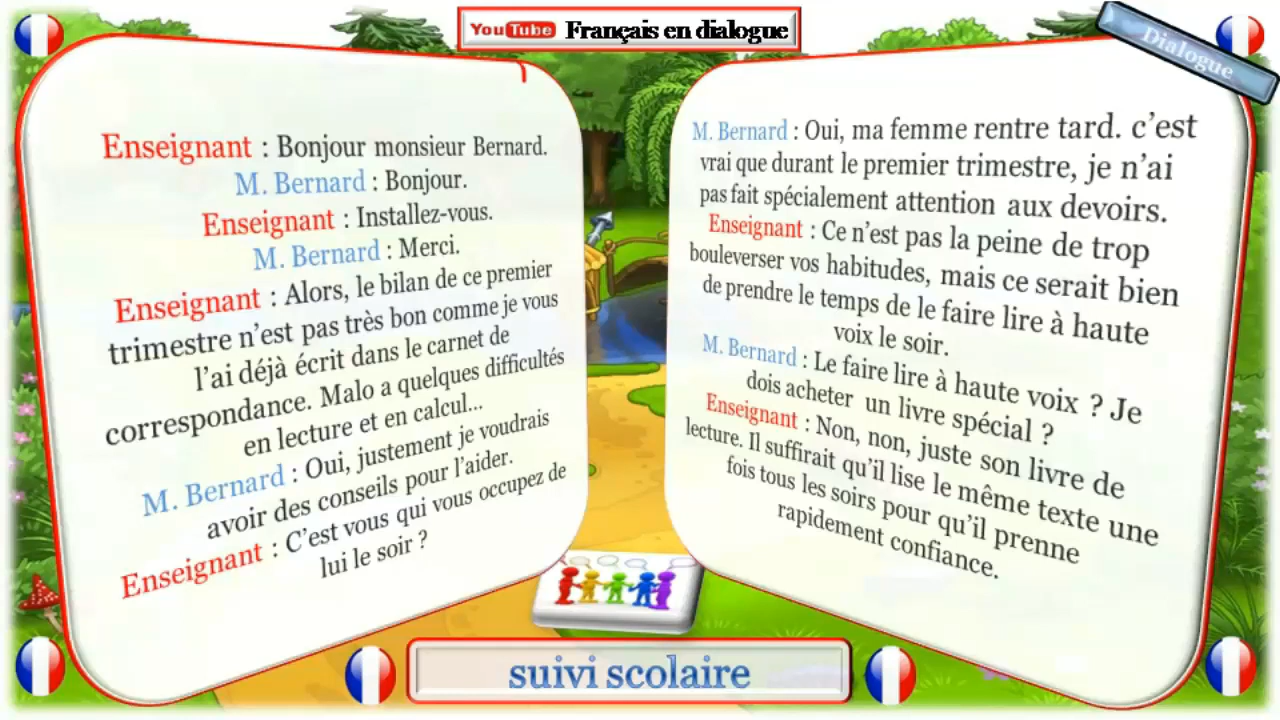 YouTube Français en dialogue
Dialogue
Enseignant : Bonjour monsieur Bernard.
M. Bernard : Bonjour.
Enseignant : Installez-vous.
M. Bernard : Merci.
Enseignant : Alors, le bilan de ce premier
trimestre n'est pas très bon comme je vous
l'ai déjà écrit dans le carnet de
correspondance. Malo a quelques difficultés
en lecture et en calcul...
M. Bernard : Oui, justement je voudrais
avoir des conseils pour l'aider.
Enseignant : C'est vous qui vous occupez de
lui le soir ?
M. Bernard : Oui, ma femme rentre tard. c'est
vrai que durant le premier trimestre, je n'ai
pas fait spécialement attention aux devoirs.
Enseignant : Ce n'est pas la peine de trop
bouleverser vos habitudes, mais ce serait bien
de prendre le temps de le faire lire à haute
voix le soir.
M. Bernard : Le faire lire à haute voix ? Je
dois acheter un livre spécial ?
Enseignant : Non, non, juste son livre de
lecture. Il suffirait qu'il lise le même texte une
fois tous les soirs pour qu'il prenne
rapidement confiance.
suivi scolaire